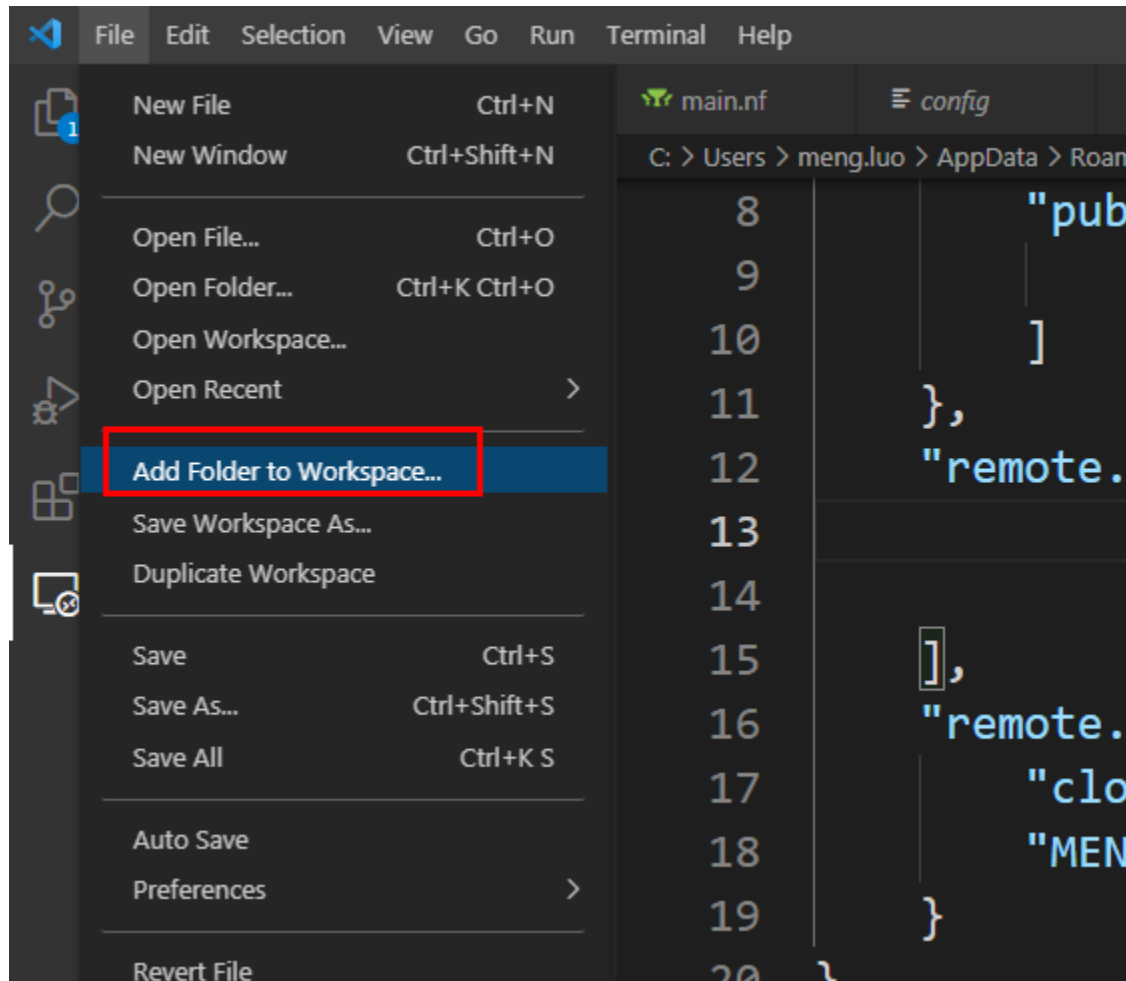 File Edit Selection View Go Run Terminal Help
New File Ctrl+N
New Window Ctrl+Shift+N
Open File... Ctrl+O
Open Folder... Ctrl+K Ctrl+O
Open Workspace...
Open Recent
Add Folder to Workspace...
Save Workspace As...
Duplicate Workspace
Save Ctrl+S
Save As... Ctrl+Shift+S
Save All Ctrl+K S
Auto Save
Preferences
Revert File
1
main.nf config
C: > Users > meng.luo > AppData > Roam
8 "pub
9
10 ]
11 },
12 "remote.
13
14
15 ],
16 "remote.
17 "clo
18 "MEN
19 }
20 }